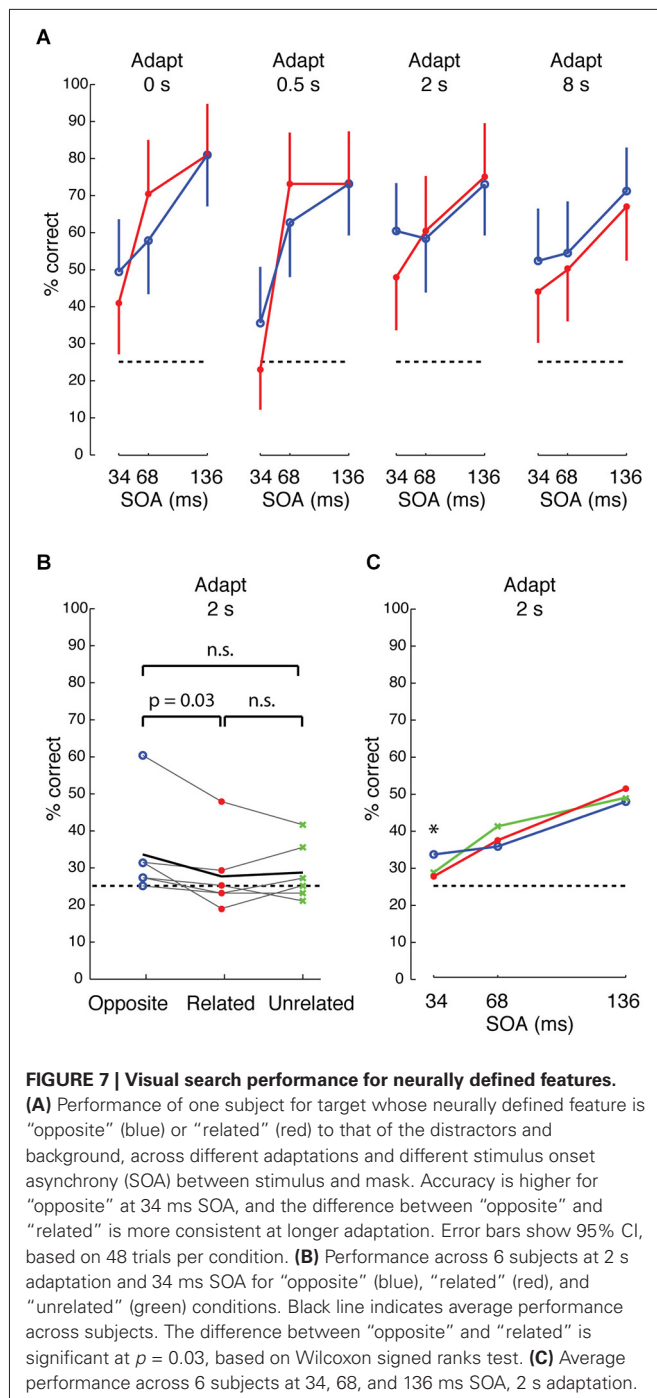 A
Adapt Adapt Adapt Adapt
0 s 0.5 s 2 s 8 s
100
90
80
70
60
50
40
30
20
10
0
% correct
34 68 136 34 68 136 34 68 136 34 68 136
SOA (ms) SOA (ms) SOA (ms) SOA (ms)
B
Adapt
2 s
100
90
80
70
60
50
40
30
20
10
0
% correct
n.s.
p = 0.03 n.s.
Opposite Related Unrelated
C
Adapt
2 s
100
90
80
70
60
50
40
30
20
10
0
% correct
*
34 68 136
SOA (ms)
FIGURE 7 | Visual search performance for neurally defined features.
(A) Performance of one subject for target whose neurally defined feature is
"opposite" (blue) or "related" (red) to that of the distractors and
background, across different adaptations and different stimulus onset
asynchrony (SOA) between stimulus and mask. Accuracy is higher for
"opposite" at 34 ms SOA, and the difference between "opposite" and
"related" is more consistent at longer adaptation. Error bars show 95% CI,
based on 48 trials per condition. (B) Performance across 6 subjects at 2 s
adaptation and 34 ms SOA for "opposite" (blue), "related" (red), and
"unrelated" (green) conditions. Black line indicates average performance
across subjects. The difference between "opposite" and "related" is
significant at p = 0.03, based on Wilcoxon signed ranks test. (C) Average
performance across 6 subjects at 34, 68, and 136 ms SOA, 2 s adaptation.